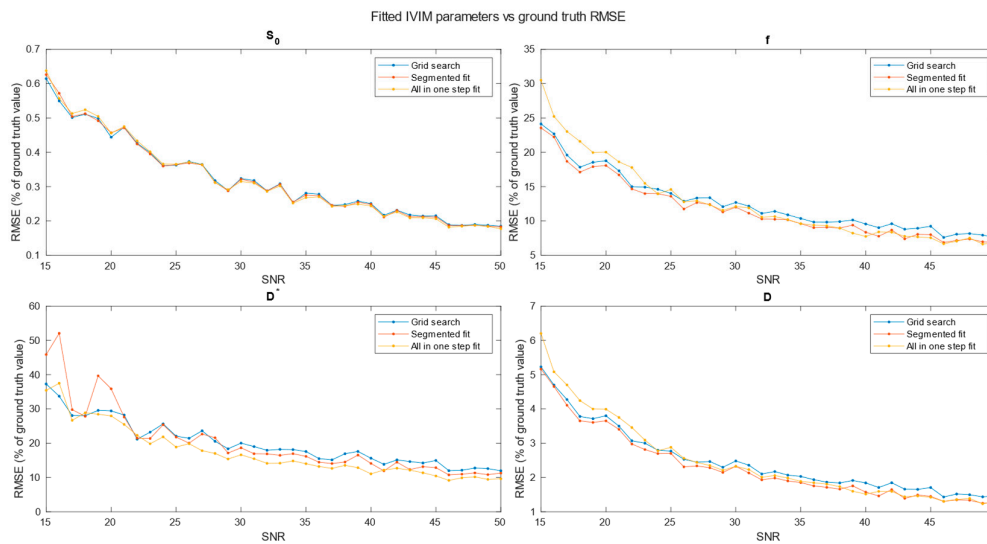 Fitted IVIM parameters vs ground truth RMSE
S0
RMSE (% of ground truth value)
0.7
0.6
0.5
0.4
0.3
0.2
0.1
15 20 25 30 35 40 45 50
SNR
Grid search
Segmented fit
All in one step fit
f
RMSE (% of ground truth value)
35
30
25
20
15
10
5
15 20 25 30 35 40 45
SNR
Grid search
Segmented fit
All in one step fit
D*
RMSE (% of ground truth value)
60
50
40
30
20
10
0
15 20 25 30 35 40 45 50
SNR
Grid search
Segmented fit
All in one step fit
D
RMSE (% of ground truth value)
7
6
5
4
3
2
1
15 20 25 30 35 40 45
SNR
Grid search
Segmented fit
All in one step fit